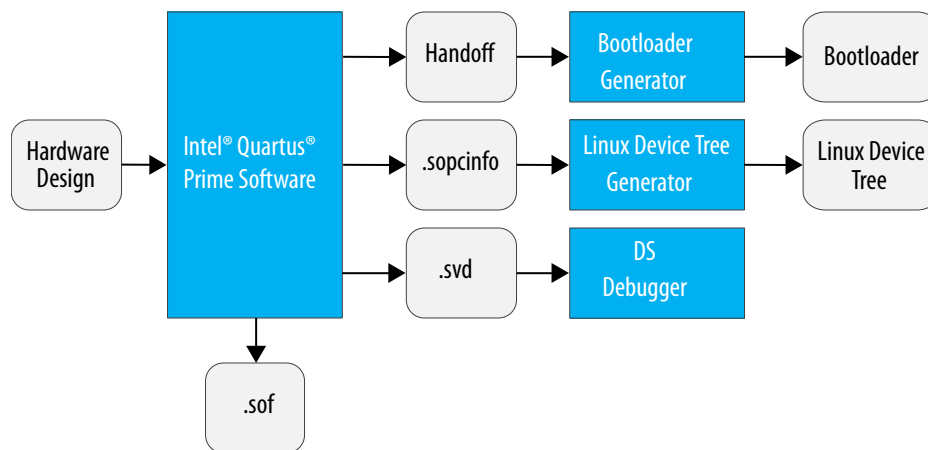 Handoff
Bootloader
Generator
Bootloader
Hardware
Design
Intel® Quartus®
Prime Software
.sopcinfo
Linux Device Tree
Generator
Linux Device
Tree
.svd
DS
Debugger
.sof